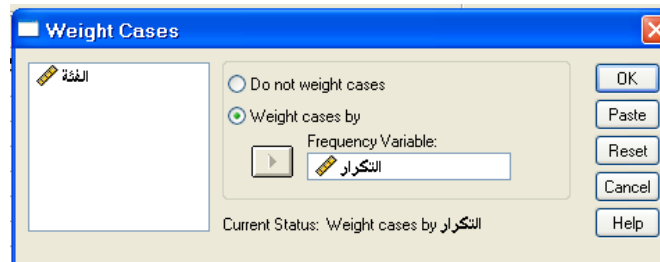 Weight Cases
الفئة
Do not weight cases
Weight cases by
Frequency Variable:
التكرار
Current Status: Weight cases by التكرار
OK
Paste
Reset
Cancel
Help